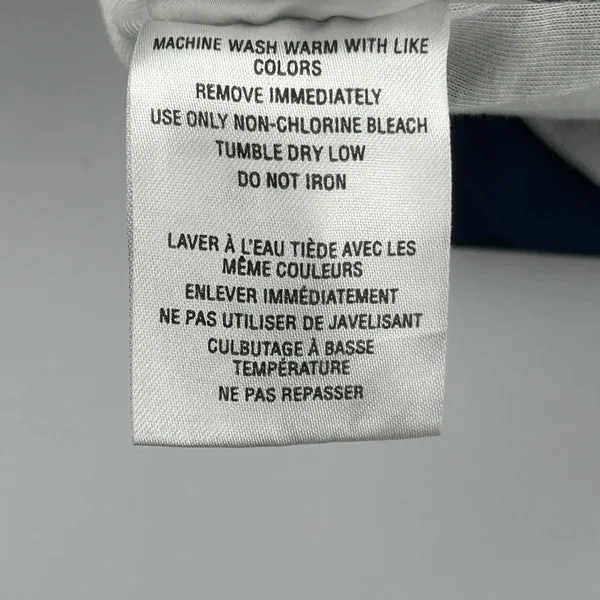 MACHINE WASH WARM WITH LIKE
COLORS
REMOVE IMMEDIATELY
USE ONLY NON-CHLORINE BLEACH
TUMBLE DRY LOW
DO NOT IRON
LAVER À L'EAU TIÈDE AVEC LES
MÊME COULEURS
ENLEVER IMMÉDIATEMENT
NE PAS UTILISER DE JAVELISANT
CULBUTAGE À BASSE
TEMPÉRATURE
NE PAS REPASSER